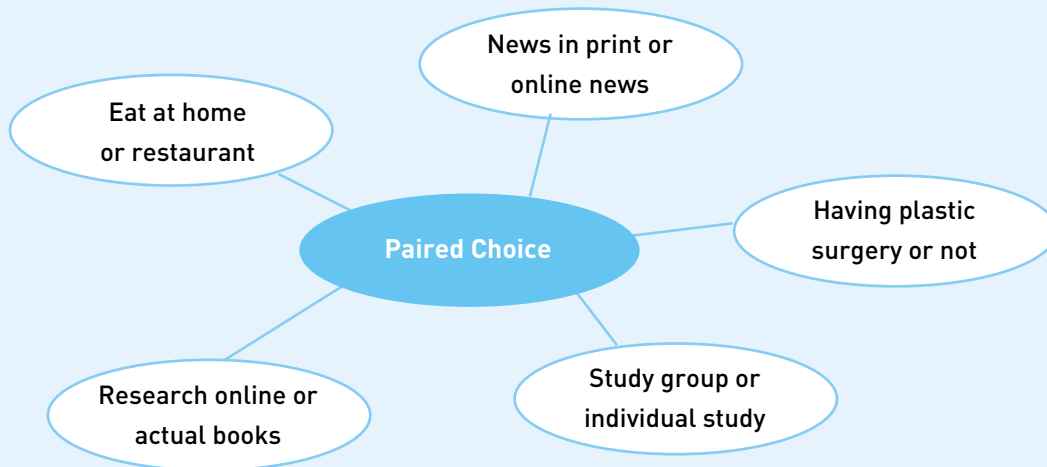 News in print or
online news
Eat at home
or restaurant
Having plastic
surgery or not
Paired Choice
Study group or
individual study
Research online or
actual books